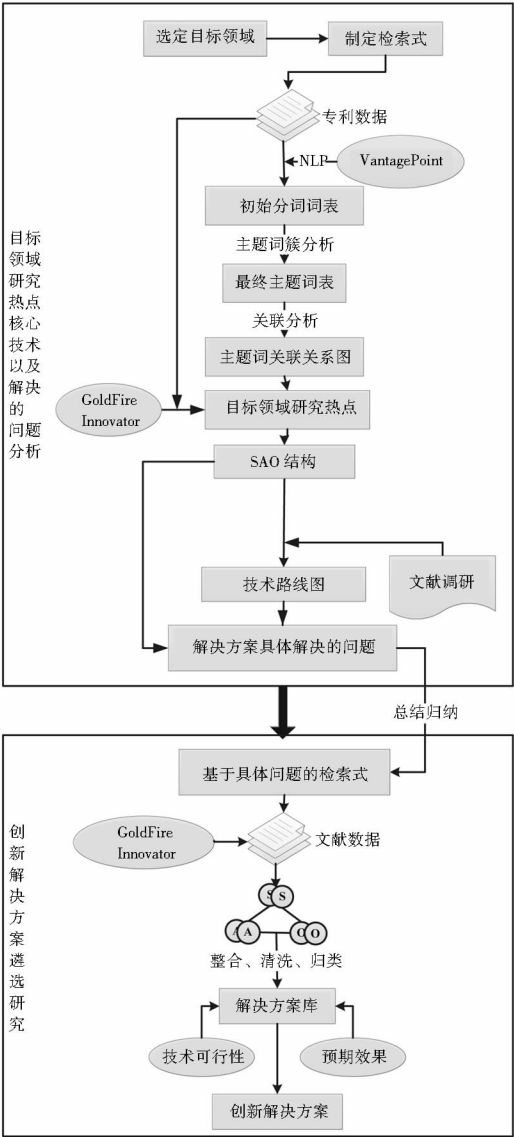 选定目标领域
制定检索式
专利数据
NLP
VantagePoint
初始分词词表
主题词簇分析
最终主题词表
关联分析
主题词关联关系图
GoldFire
Innovator
目标领域研究热点
SAO 结构
文献调研
技术路线图
解决方案具体解决的问题
目标
领域
研究
热点
核心
技术
以及
解决
的
问题
分析
总结归纳
基于具体问题的检索式
GoldFire
Innovator
文献数据
S S
A A
O O
整合、清洗、归类
解决方案库
技术可行性
预期效果
创新解决方案
创
新
解
决
方
案
遴
选
研
究